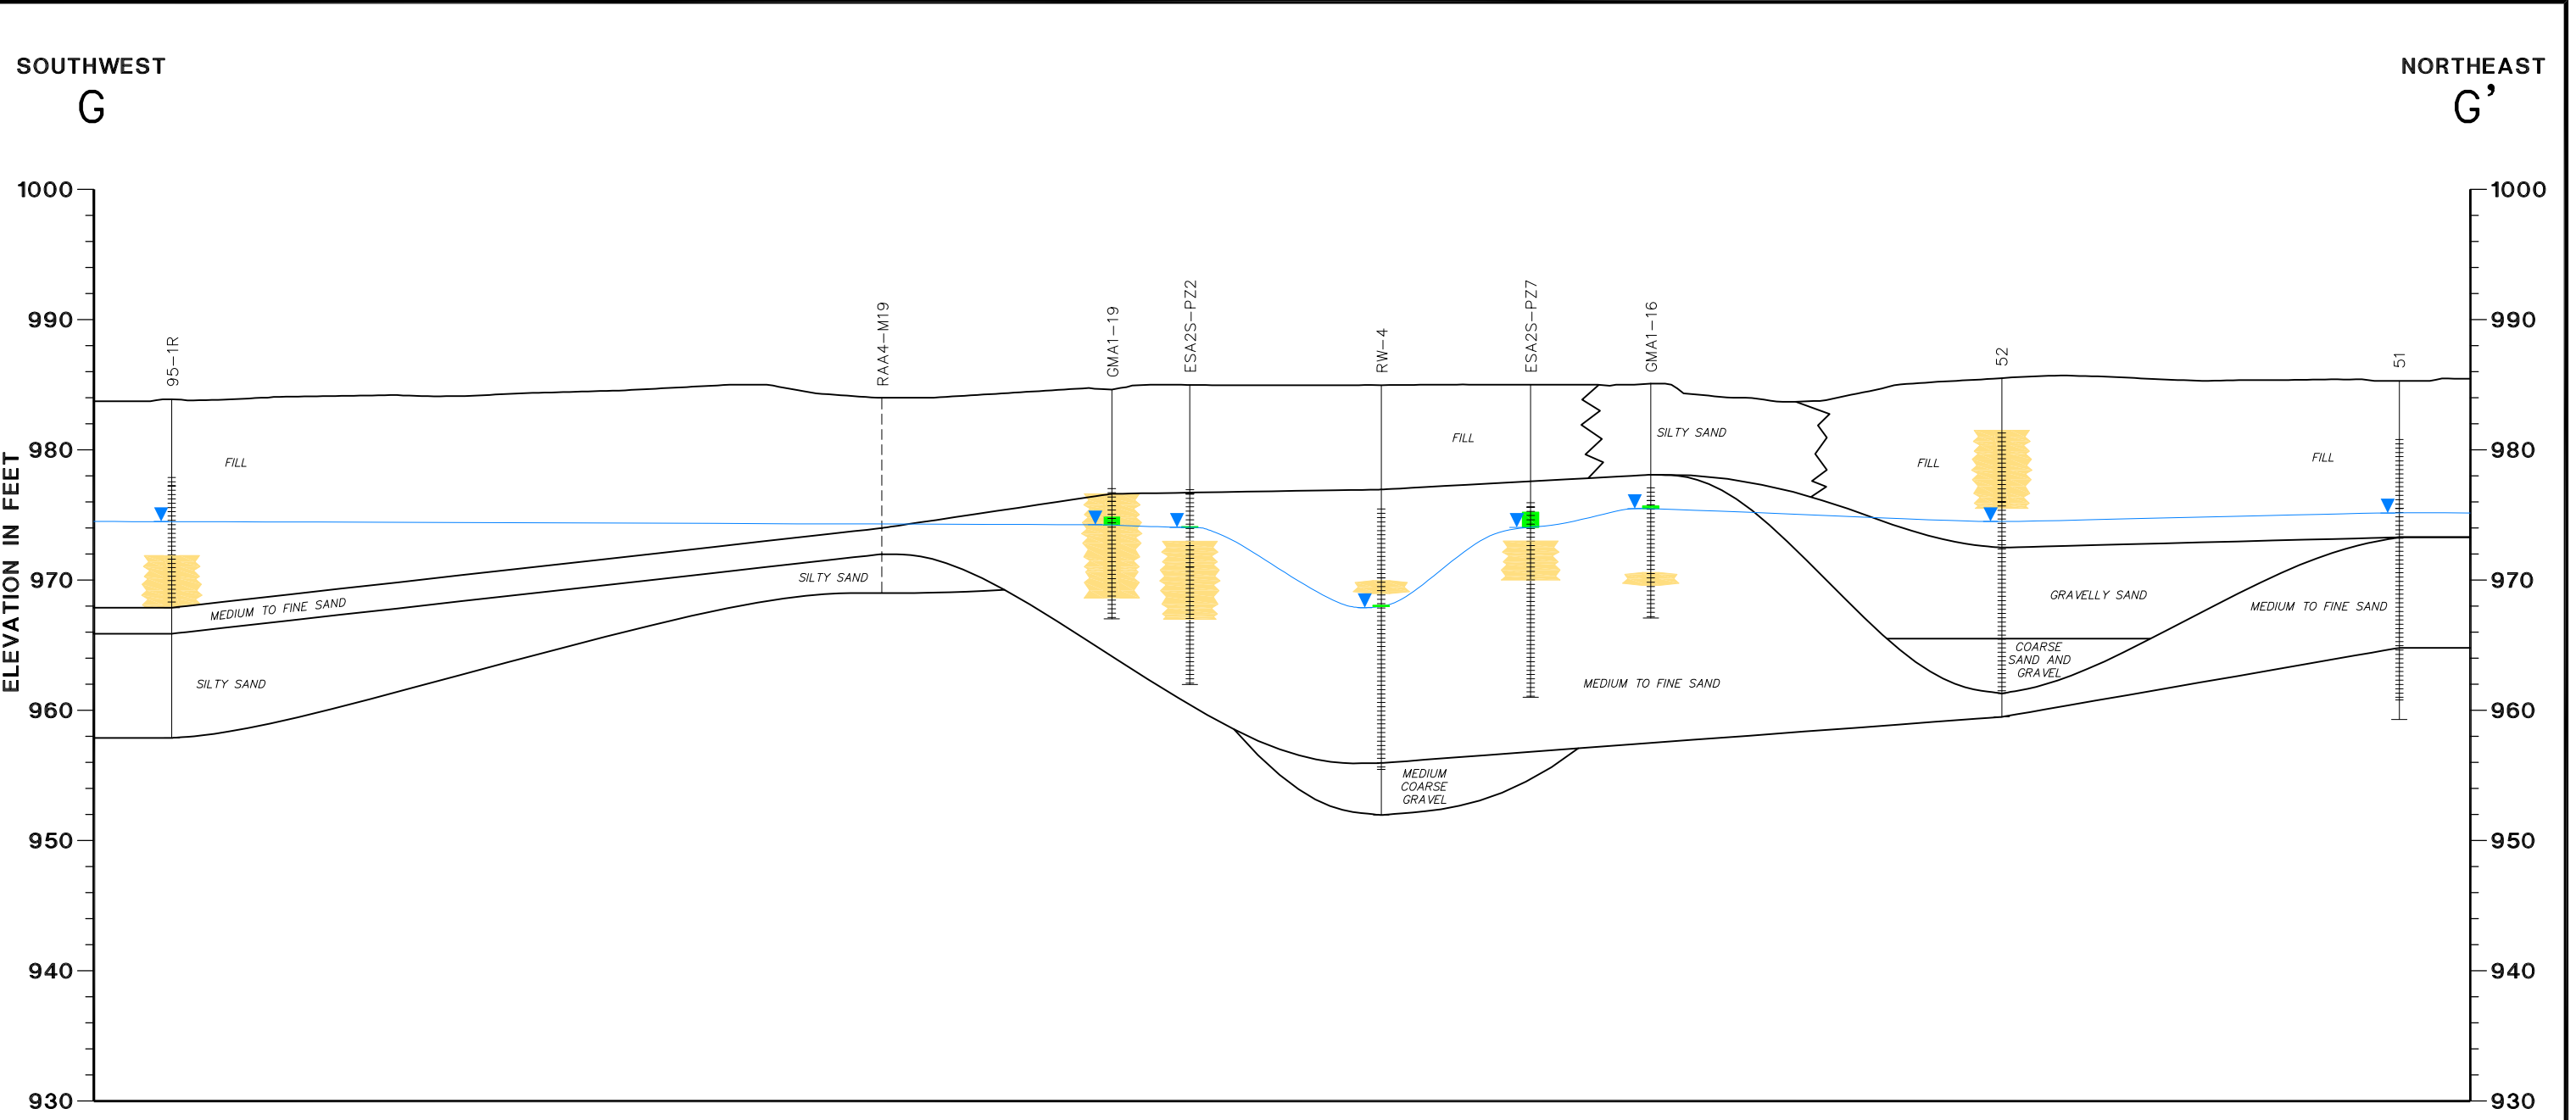 SOUTHWEST
G
NORTHEAST
G'
1000
990
980
970
960
950
940
930
ELEVATION IN FEET
1000
990
980
970
960
950
940
930
95-1R
RAA4-M19
GMA1-19
ESA2S-PZ2
RW-4
ESA2S-PZ7
GMA1-16
52
51
FILL
MEDIUM TO FINE SAND
SILTY SAND
SILTY SAND
FILL
SILTY SAND
MEDIUM TO FINE SAND
MEDIUM
COARSE
GRAVEL
FILL
GRAVELLY SAND
COARSE
SAND AND
GRAVEL
FILL
MEDIUM TO FINE SAND